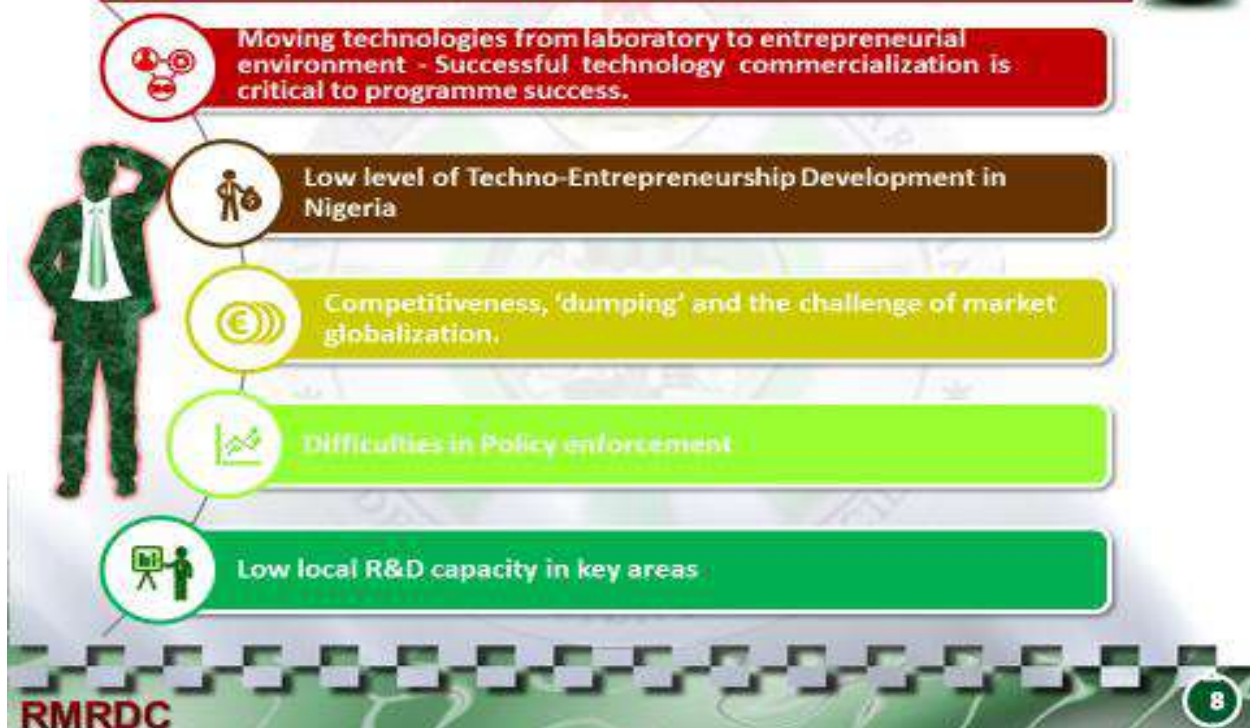 Moving technologies from laboratory to entrepreneurial
environment - Successful technology commercialization is
critical to programme success.
Low level of Techno-Entrepreneurship Development in
Nigeria
Competitiveness, ‘dumping’ and the challenge of market
globalization.
Difficulties in Policy enforcement
Low local R&D capacity in key areas
RMRDC
8